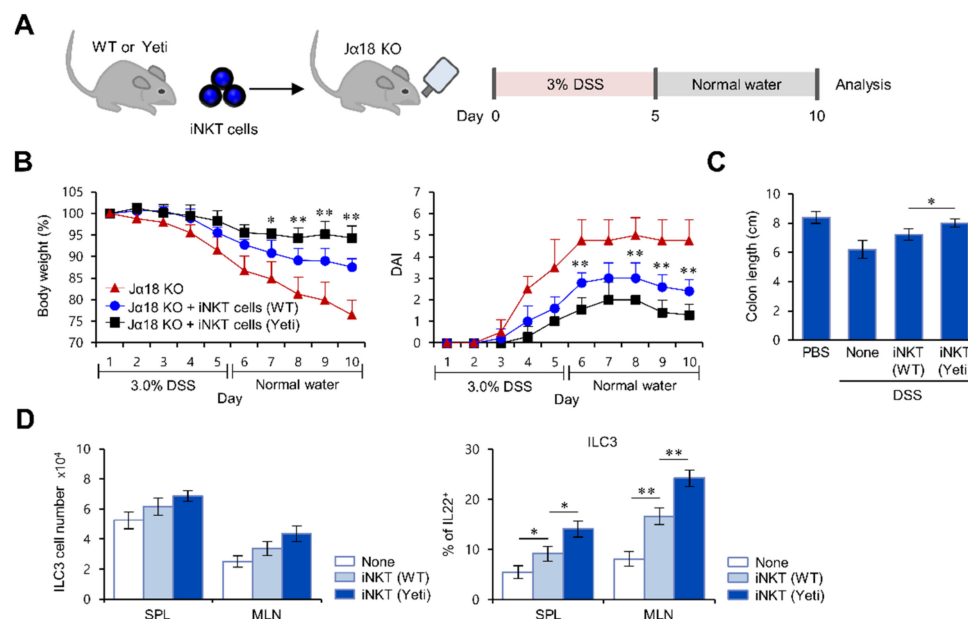 A
WT or Yeti
iNKT cells
Jα18 KO
3% DSS
Normal water
Analysis
Day 0 5 10
B
Body weight (%)
105
100
95
90
85
80
75
70
Jα18 KO
Jα18 KO + iNKT cells (WT)
Jα18 KO + iNKT cells (Yeti)
* ** ** **
1 2 3 4 5 6 7 8 9 10
3.0% DSS
Normal water
Day
DAI
7
6
5
4
3
2
1
0
** ** ** **
1 2 3 4 5 6 7 8 9 10
3.0% DSS
Normal water
C
Colon length (cm)
10
8
6
4
2
0
*
PBS
None
iNKT (WT)
iNKT (Yeti)
DSS
D
ILC3 cell number ×10⁴
10
8
6
4
2
0
None
iNKT (WT)
iNKT (Yeti)
SPL
MLN
ILC3
% of IL22⁺
30
20
10
0
* * ** **
None
iNKT (WT)
iNKT (Yeti)
SPL
MLN